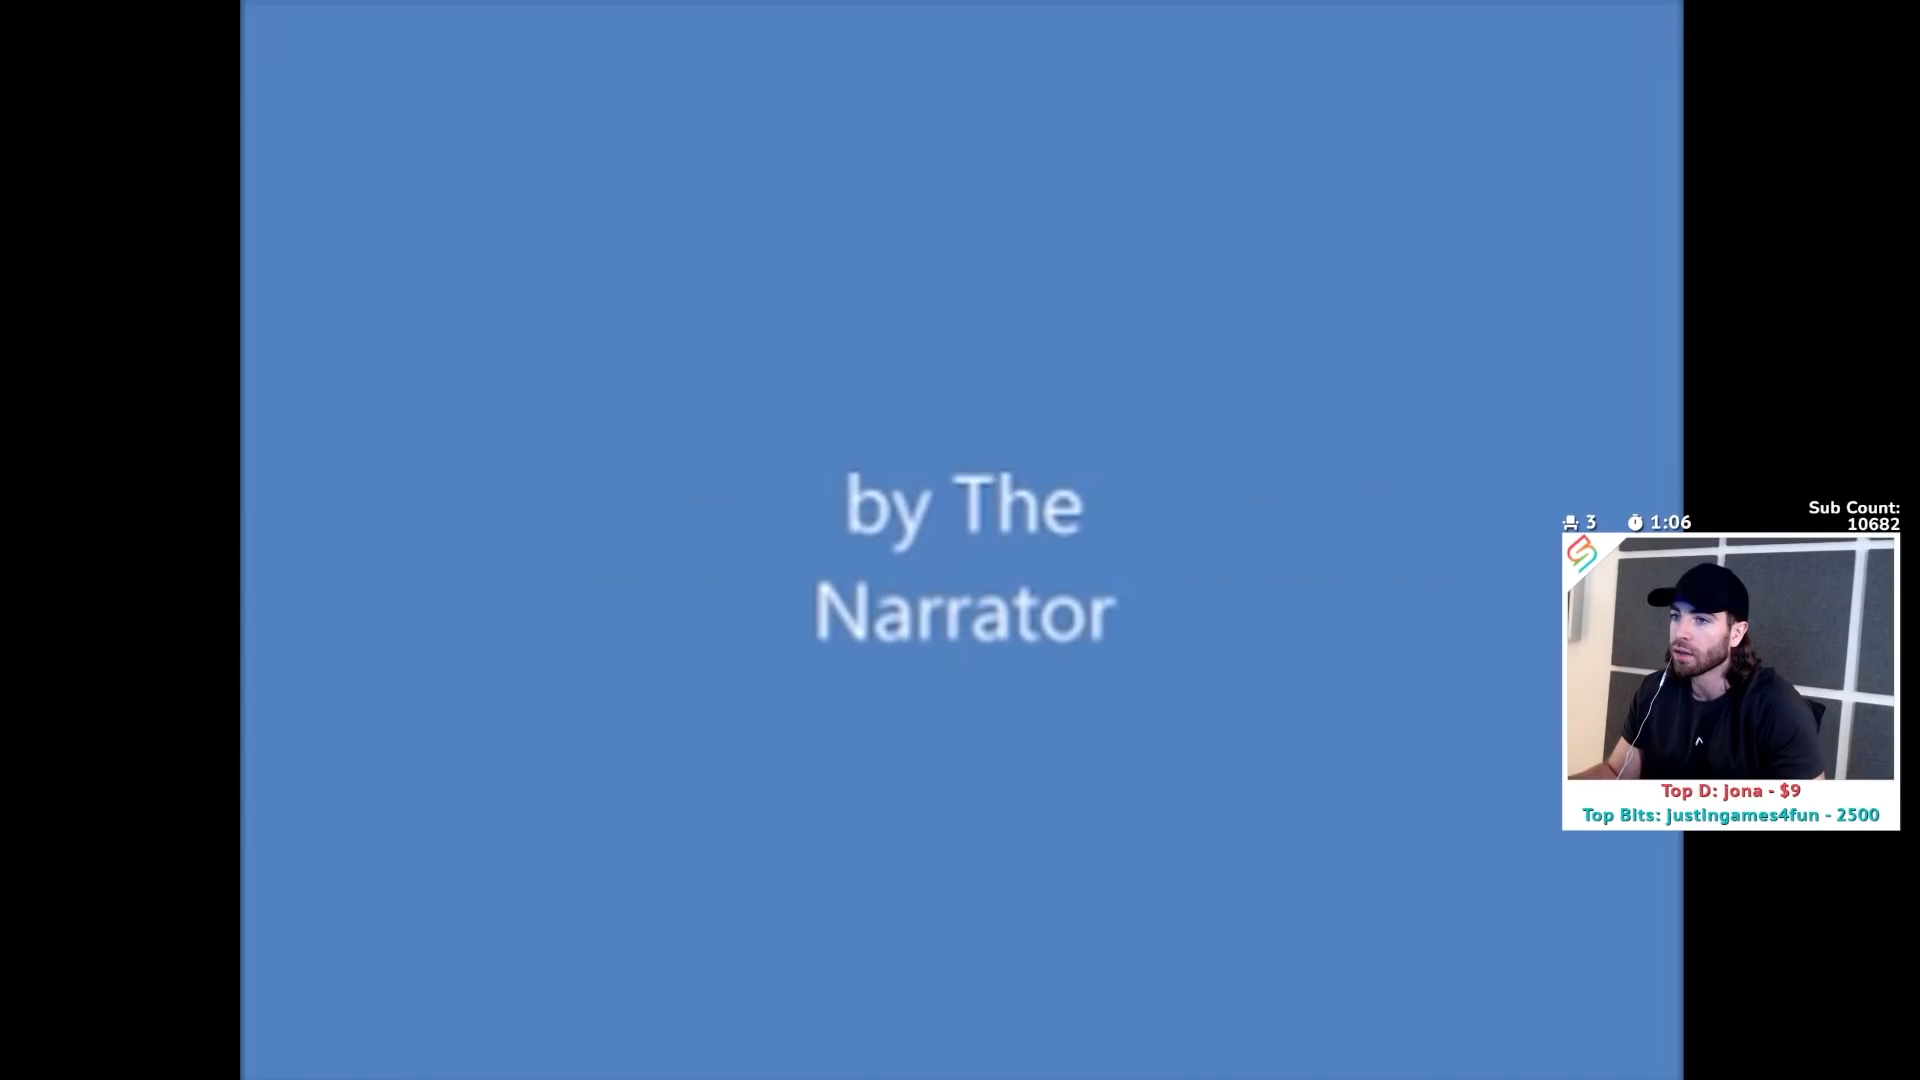 by The
Narrator
Sub Count:
10682
3 1:06
Top D: jona - $9
Top Bits: justingames4fun - 2500